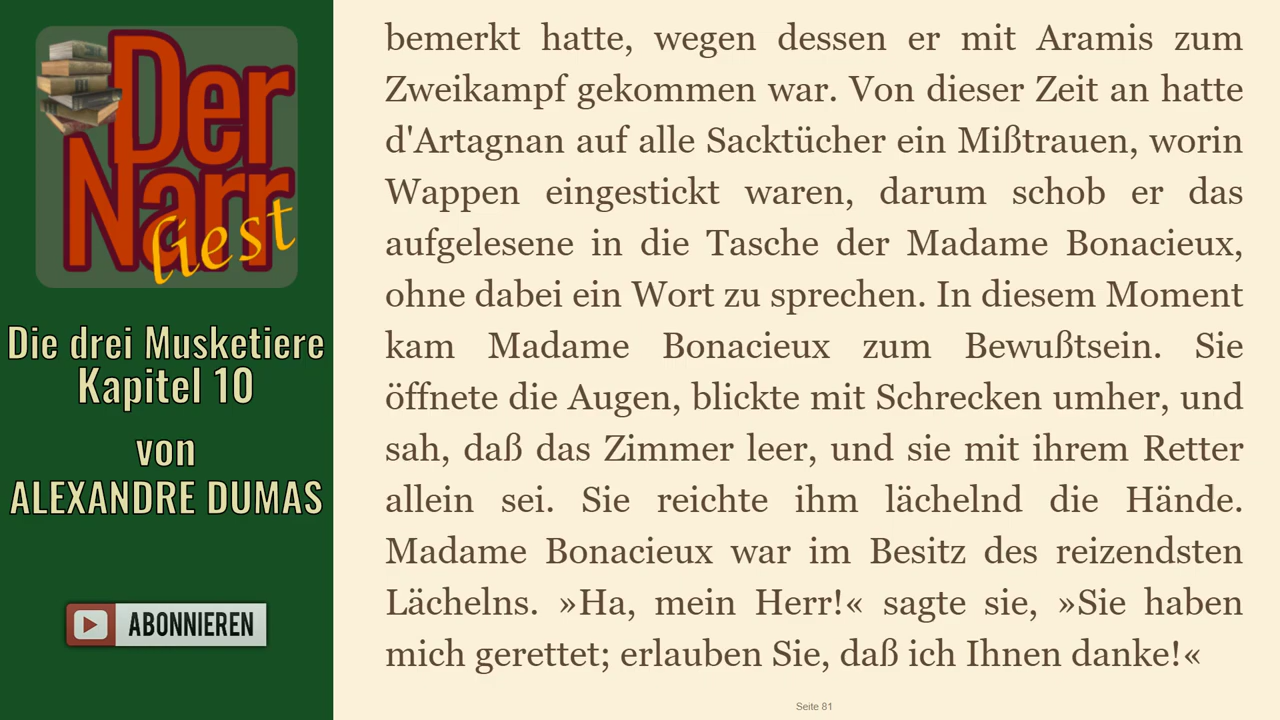 Der
Narr
liest
Die drei Musketiere
Kapitel 10
von
ALEXANDRE DUMAS
ABONNIEREN
bemerkt hatte, wegen dessen er mit Aramis zum
Zweikampf gekommen war. Von dieser Zeit an hatte
d'Artagnan auf alle Sacktücher ein Mißtrauen, worin
Wappen eingestickt waren, darum schob er das
aufgelesene in die Tasche der Madame Bonacieux,
ohne dabei ein Wort zu sprechen. In diesem Moment
kam Madame Bonacieux zum Bewußtsein. Sie
öffnete die Augen, blickte mit Schrecken umher, und
sah, daß das Zimmer leer, und sie mit ihrem Retter
allein sei. Sie reichte ihm lächelnd die Hände.
Madame Bonacieux war im Besitz des reizendsten
Lächelns. »Ha, mein Herr!« sagte sie, »Sie haben
mich gerettet; erlauben Sie, daß ich Ihnen danke!«
Seite 81